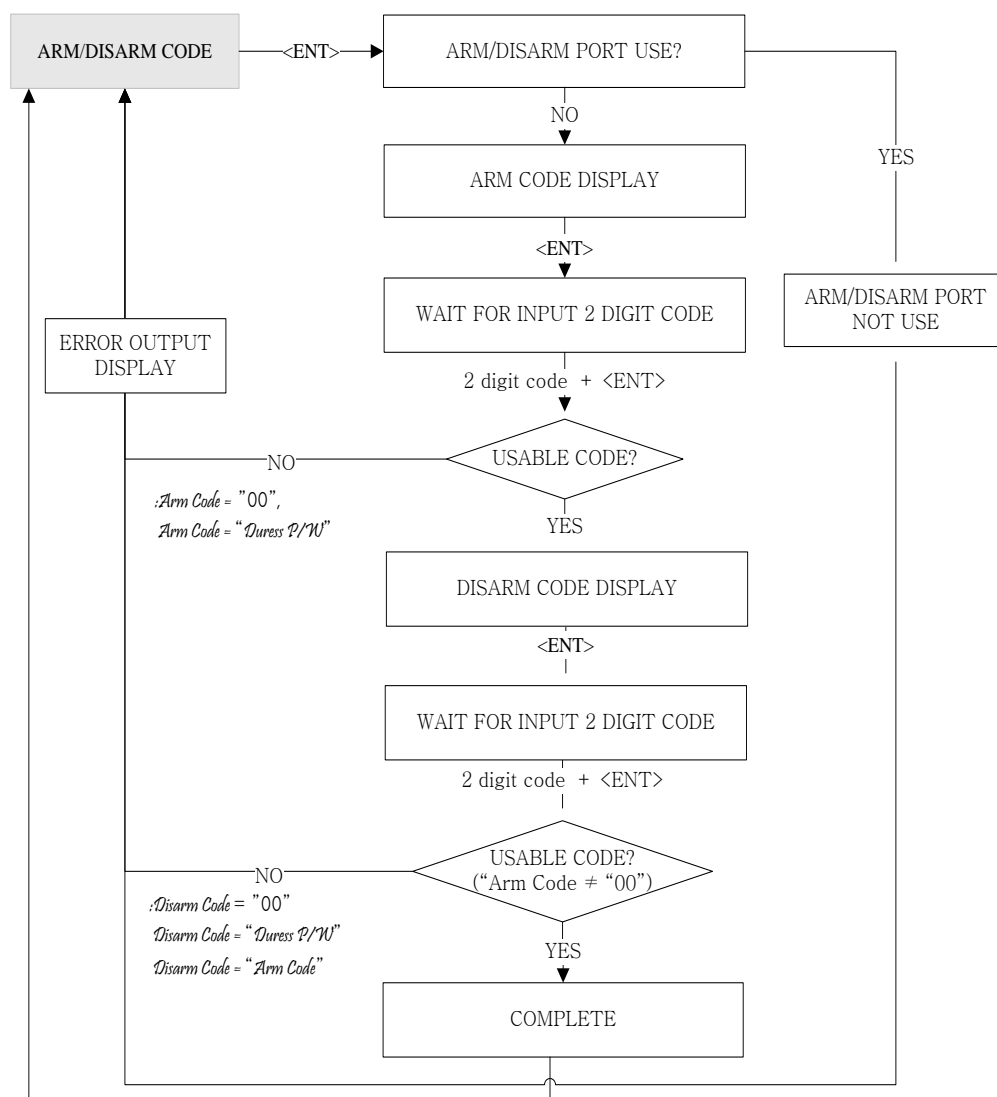 ARM/DISARM CODE
<ENT>
ARM/DISARM PORT USE?
NO
YES
ARM CODE DISPLAY
<ENT>
WAIT FOR INPUT 2 DIGIT CODE
ARM/DISARM PORT
NOT USE
ERROR OUTPUT
DISPLAY
2 digit code + <ENT>
USABLE CODE?
NO
:Arm Code = "00",
Arm Code = “Duress P/W”
YES
DISARM CODE DISPLAY
<ENT>
WAIT FOR INPUT 2 DIGIT CODE
2 digit code + <ENT>
USABLE CODE?
(“Arm Code ≠ “00”)
NO
:Disarm Code = "00"
Disarm Code = “Duress P/W”
Disarm Code = “Arm Code”
YES
COMPLETE